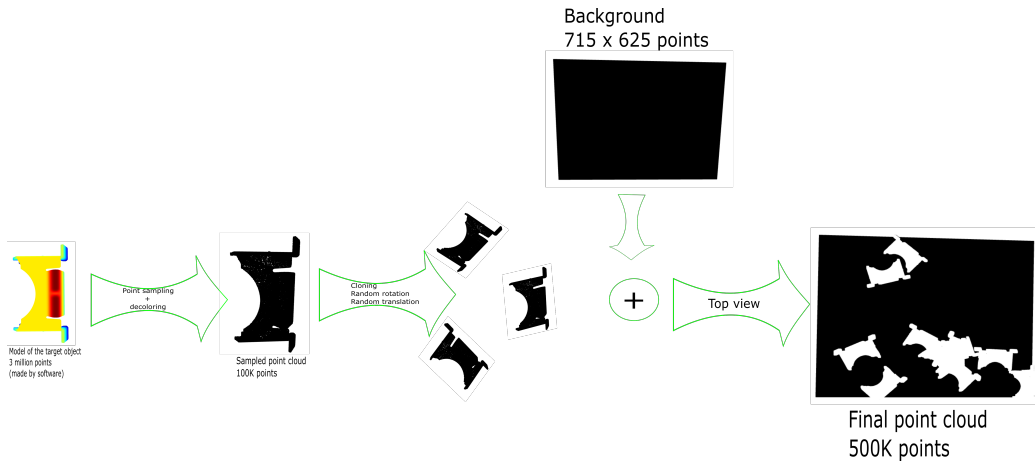 Background
715 x 625 points
Point sampling
+
decoloring
Cloning
Random rotation
Random translation
+
Top view
Model of the target object
3 million points
(made by software)
Sampled point cloud
100K points
Final point cloud
500K points